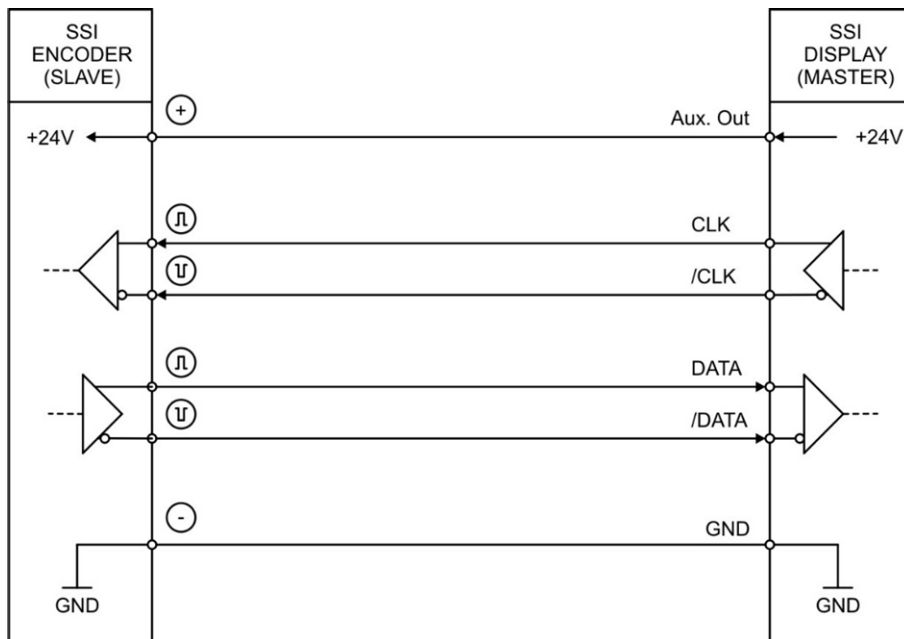 SSI
ENCODER
(SLAVE)
SSI
DISPLAY
(MASTER)
+
Aux. Out
+24V
+24V
CLK
/CLK
DATA
/DATA
-
GND
GND
GND